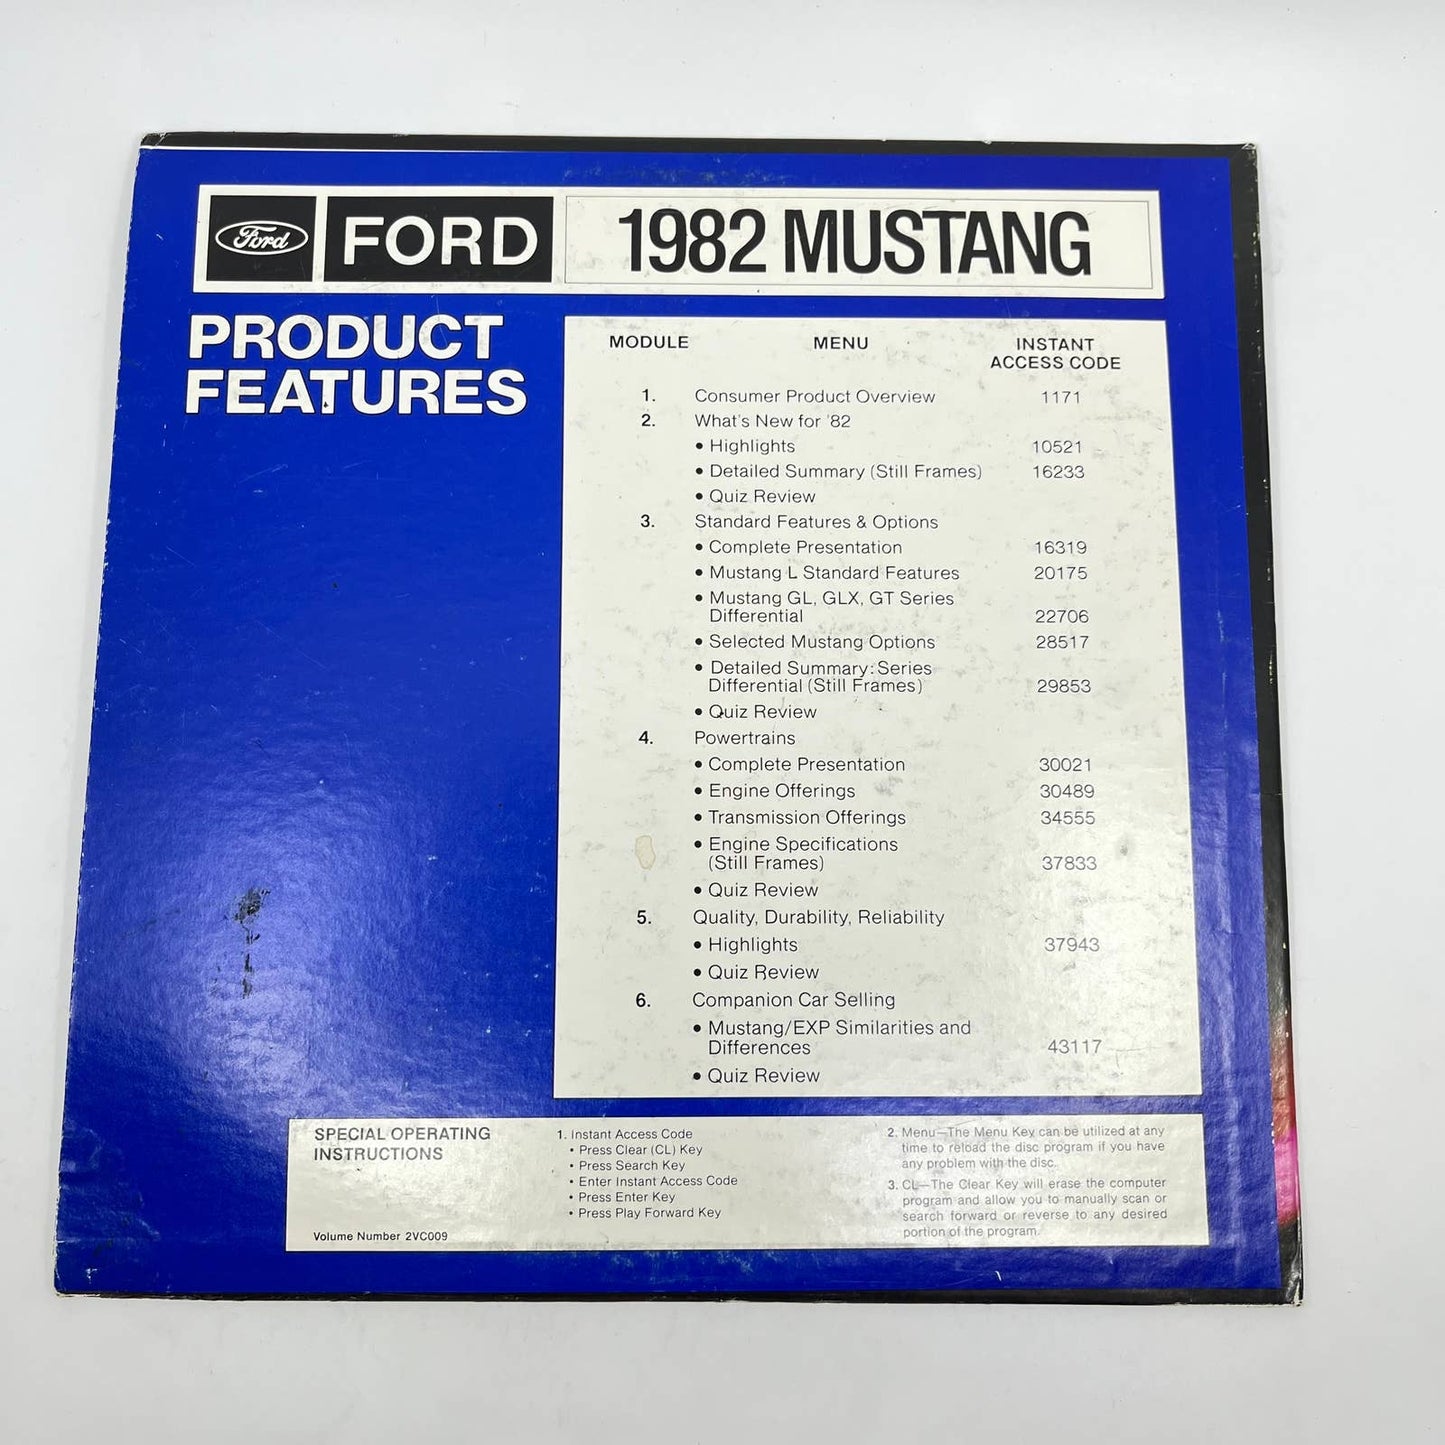 Ford FORD 1982 MUSTANG
PRODUCT
FEATURES
MODULE MENU INSTANT
ACCESS CODE
1. Consumer Product Overview 1171
2. What's New for '82
• Highlights 10521
• Detailed Summary (Still Frames) 16233
• Quiz Review
3. Standard Features & Options
• Complete Presentation 16319
• Mustang L Standard Features 20175
• Mustang GL, GLX, GT Series
Differential 22706
• Selected Mustang Options 28517
• Detailed Summary: Series
Differential (Still Frames) 29853
• Quiz Review
4. Powertrains
• Complete Presentation 30021
• Engine Offerings 30489
• Transmission Offerings 34555
• Engine Specifications
(Still Frames) 37833
• Quiz Review
5. Quality, Durability, Reliability
• Highlights 37943
• Quiz Review
6. Companion Car Selling
• Mustang/EXP Similarities and
Differences 43117
• Quiz Review
SPECIAL OPERATING
INSTRUCTIONS
Volume Number 2VC009
1. Instant Access Code
• Press Clear (CL) Key
• Press Search Key
• Enter Instant Access Code
• Press Enter Key
• Press Play Forward Key
2. Menu—The Menu Key can be utilized at any
time to reload the disc program if you have
any problem with the disc.
3. CL—The Clear Key will erase the computer
program and allow you to manually scan or
search forward or reverse to any desired
portion of the program.